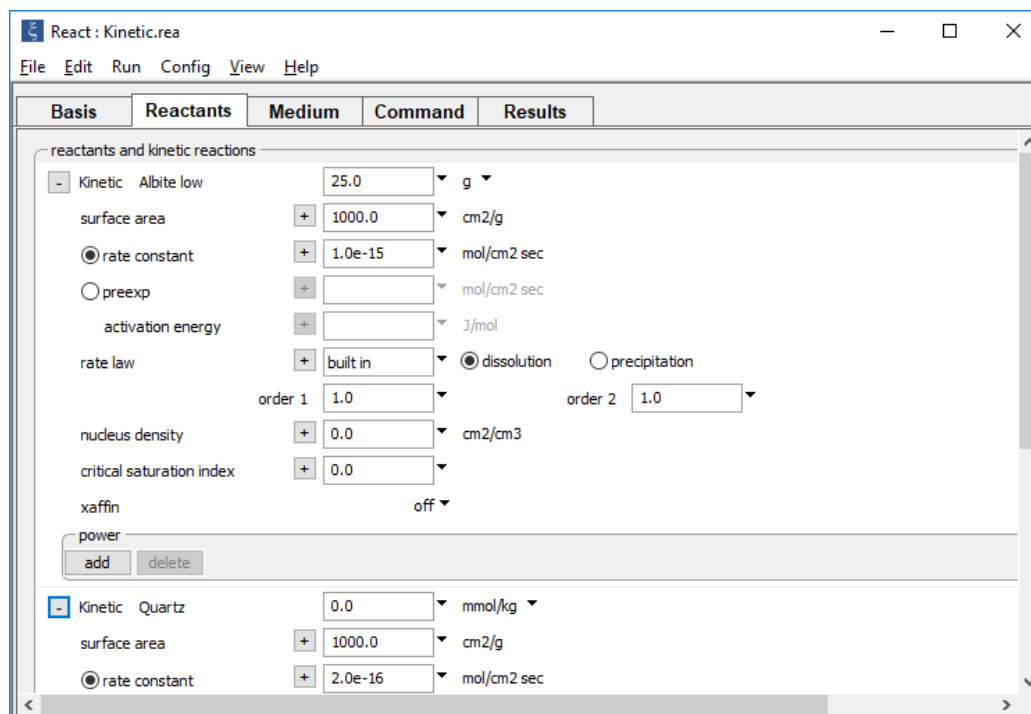 React : Kinetic.rea
File Edit Run Config View Help
Basis Reactants Medium Command Results
reactants and kinetic reactions
- Kinetic Albite low 25.0 g
surface area + 1000.0 cm2/g
rate constant + 1.0e-15 mol/cm2 sec
preexp + mol/cm2 sec
activation energy + J/mol
rate law + built in dissolution precipitation
order 1 1.0 order 2 1.0
nucleus density + 0.0 cm2/cm3
critical saturation index + 0.0
xaffin off
power
add delete
- Kinetic Quartz 0.0 mmol/kg
surface area + 1000.0 cm2/g
rate constant + 2.0e-16 mol/cm2 sec